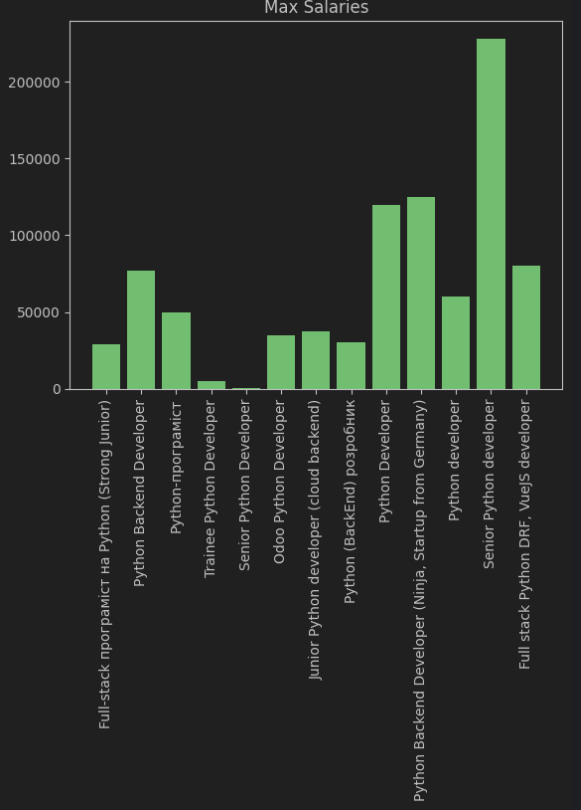 Max Salaries
200000
150000
100000
50000
0
Full-stack програміст на Python (Strong Junior)
Python Backend Developer
Python-програміст
Trainee Python Developer
Senior Python Developer
Odoo Python Developer
Junior Python developer (cloud backend)
Python (BackEnd) розробник
Python Developer
Python Backend Developer (Ninja, Startup from Germany)
Python developer
Senior Python developer
Full stack Python DRF, VueJS developer